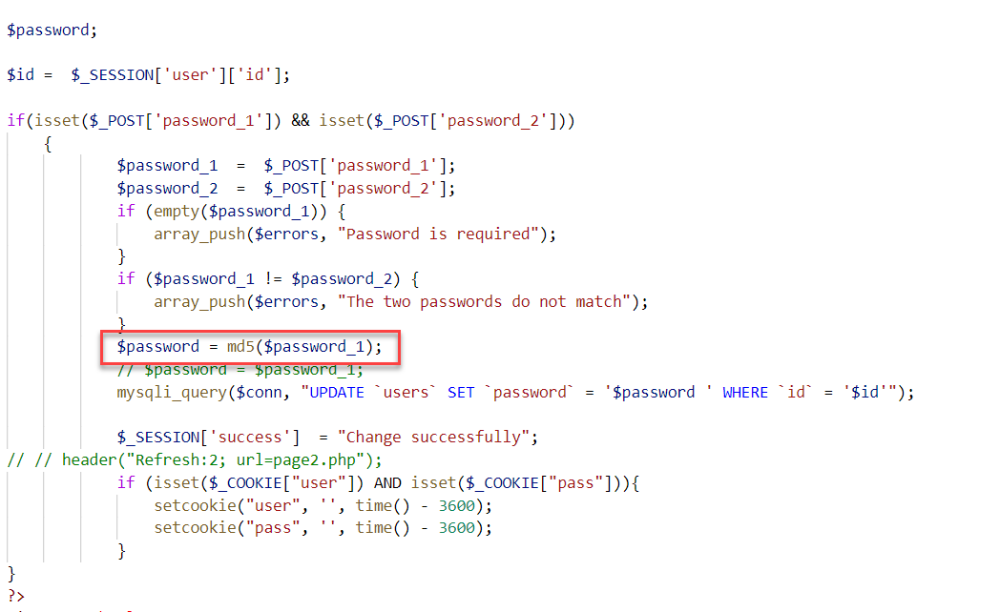 $password;
$id =  $_SESSION['user']['id'];
if(isset($_POST['password_1']) && isset($_POST['password_2']))
{
$password_1  =  $_POST['password_1'];
$password_2  =  $_POST['password_2'];
if (empty($password_1)) {
array_push($errors, "Password is required");
}
if ($password_1 != $password_2) {
array_push($errors, "The two passwords do not match");
}
$password = md5($password_1);
// $password = $password_1;
mysqli_query($conn, "UPDATE `users` SET `password` = '$password ' WHERE `id` = '$id'");
$_SESSION['success']  = "Change successfully";
// // header("Refresh:2; url=page2.php");
if (isset($_COOKIE["user"]) AND isset($_COOKIE["pass"])){
setcookie("user", '', time() - 3600);
setcookie("pass", '', time() - 3600);
}
}
?>